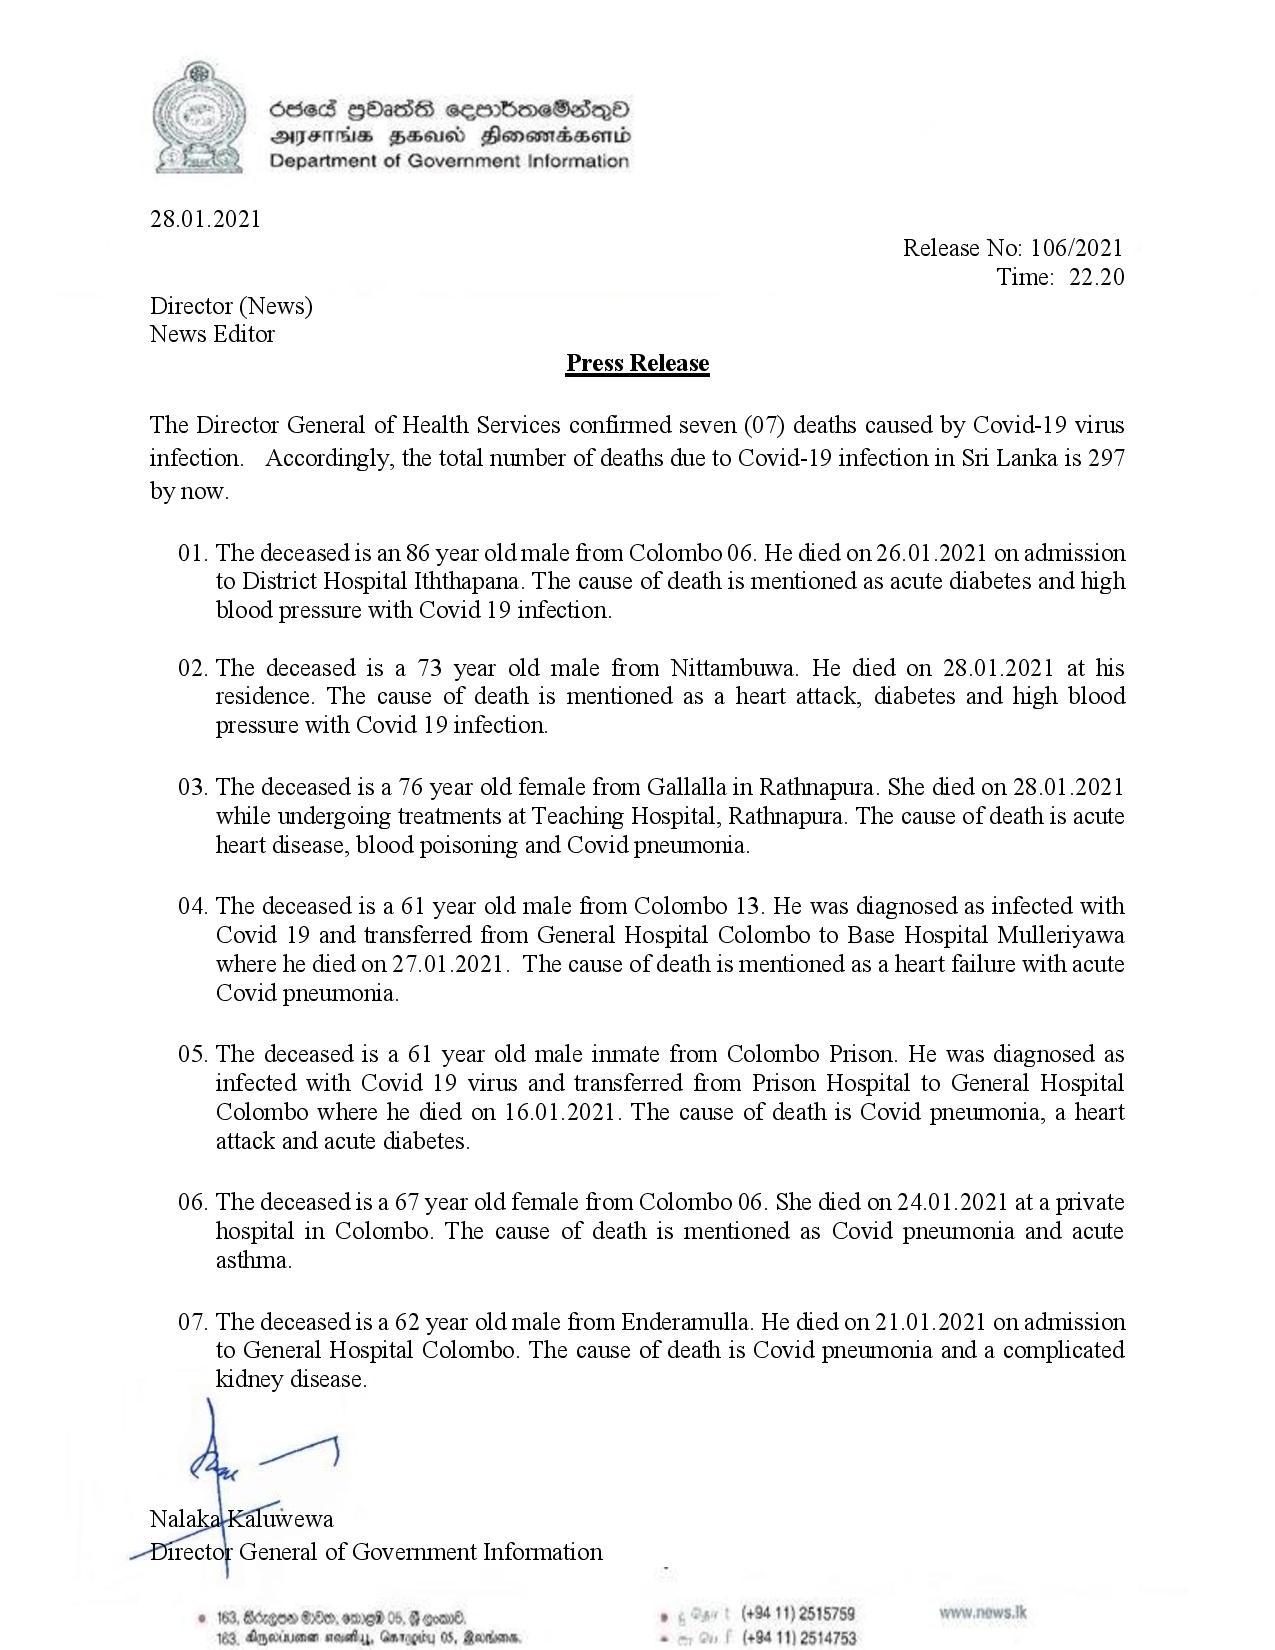 රජයේ ප්‍රවෘත්ති දෙපාර්තමේන්තුව
அரசாங்க தகவல் திணைக்களம்
Department of Government Information
28.01.2021
Release No: 106/2021
Time: 22.20
Director (News)
News Editor
Press Release
The Director General of Health Services confirmed seven (07) deaths caused by Covid-19 virus
infection. Accordingly, the total number of deaths due to Covid-19 infection in Sri Lanka is 297
by now.
01. The deceased is an 86 year old male from Colombo 06. He died on 26.01.2021 on admission
to District Hospital Iththapana. The cause of death is mentioned as acute diabetes and high
blood pressure with Covid 19 infection.
02. The deceased is a 73 year old male from Nittambuwa. He died on 28.01.2021 at his
residence. The cause of death is mentioned as a heart attack, diabetes and high blood
pressure with Covid 19 infection.
03. The deceased is a 76 year old female from Gallalla in Rathnapura. She died on 28.01.2021
while undergoing treatments at Teaching Hospital, Rathnapura. The cause of death is acute
heart disease, blood poisoning and Covid pneumonia.
04. The deceased is a 61 year old male from Colombo 13. He was diagnosed as infected with
Covid 19 and transferred from General Hospital Colombo to Base Hospital Mulleriyawa
where he died on 27.01.2021. The cause of death is mentioned as a heart failure with acute
Covid pneumonia.
05. The deceased is a 61 year old male inmate from Colombo Prison. He was diagnosed as
infected with Covid 19 virus and transferred from Prison Hospital to General Hospital
Colombo where he died on 16.01.2021. The cause of death is Covid pneumonia, a heart
attack and acute diabetes.
06. The deceased is a 67 year old female from Colombo 06. She died on 24.01.2021 at a private
hospital in Colombo. The cause of death is mentioned as Covid pneumonia and acute
asthma.
07. The deceased is a 62 year old male from Enderamulla. He died on 21.01.2021 on admission
to General Hospital Colombo. The cause of death is Covid pneumonia and a complicated
kidney disease.
Nalaka Kaluwewa
Director General of Government Information
163, කිරුලපන මාවත, කොළඹ 05, ශ්‍රී ලංකාව.
163, கிருலப்பனை எவனியூ, கொழும்பு 05, இலங்கை.
(+94 11) 2515759
(+94 11) 2514753
www.news.lk